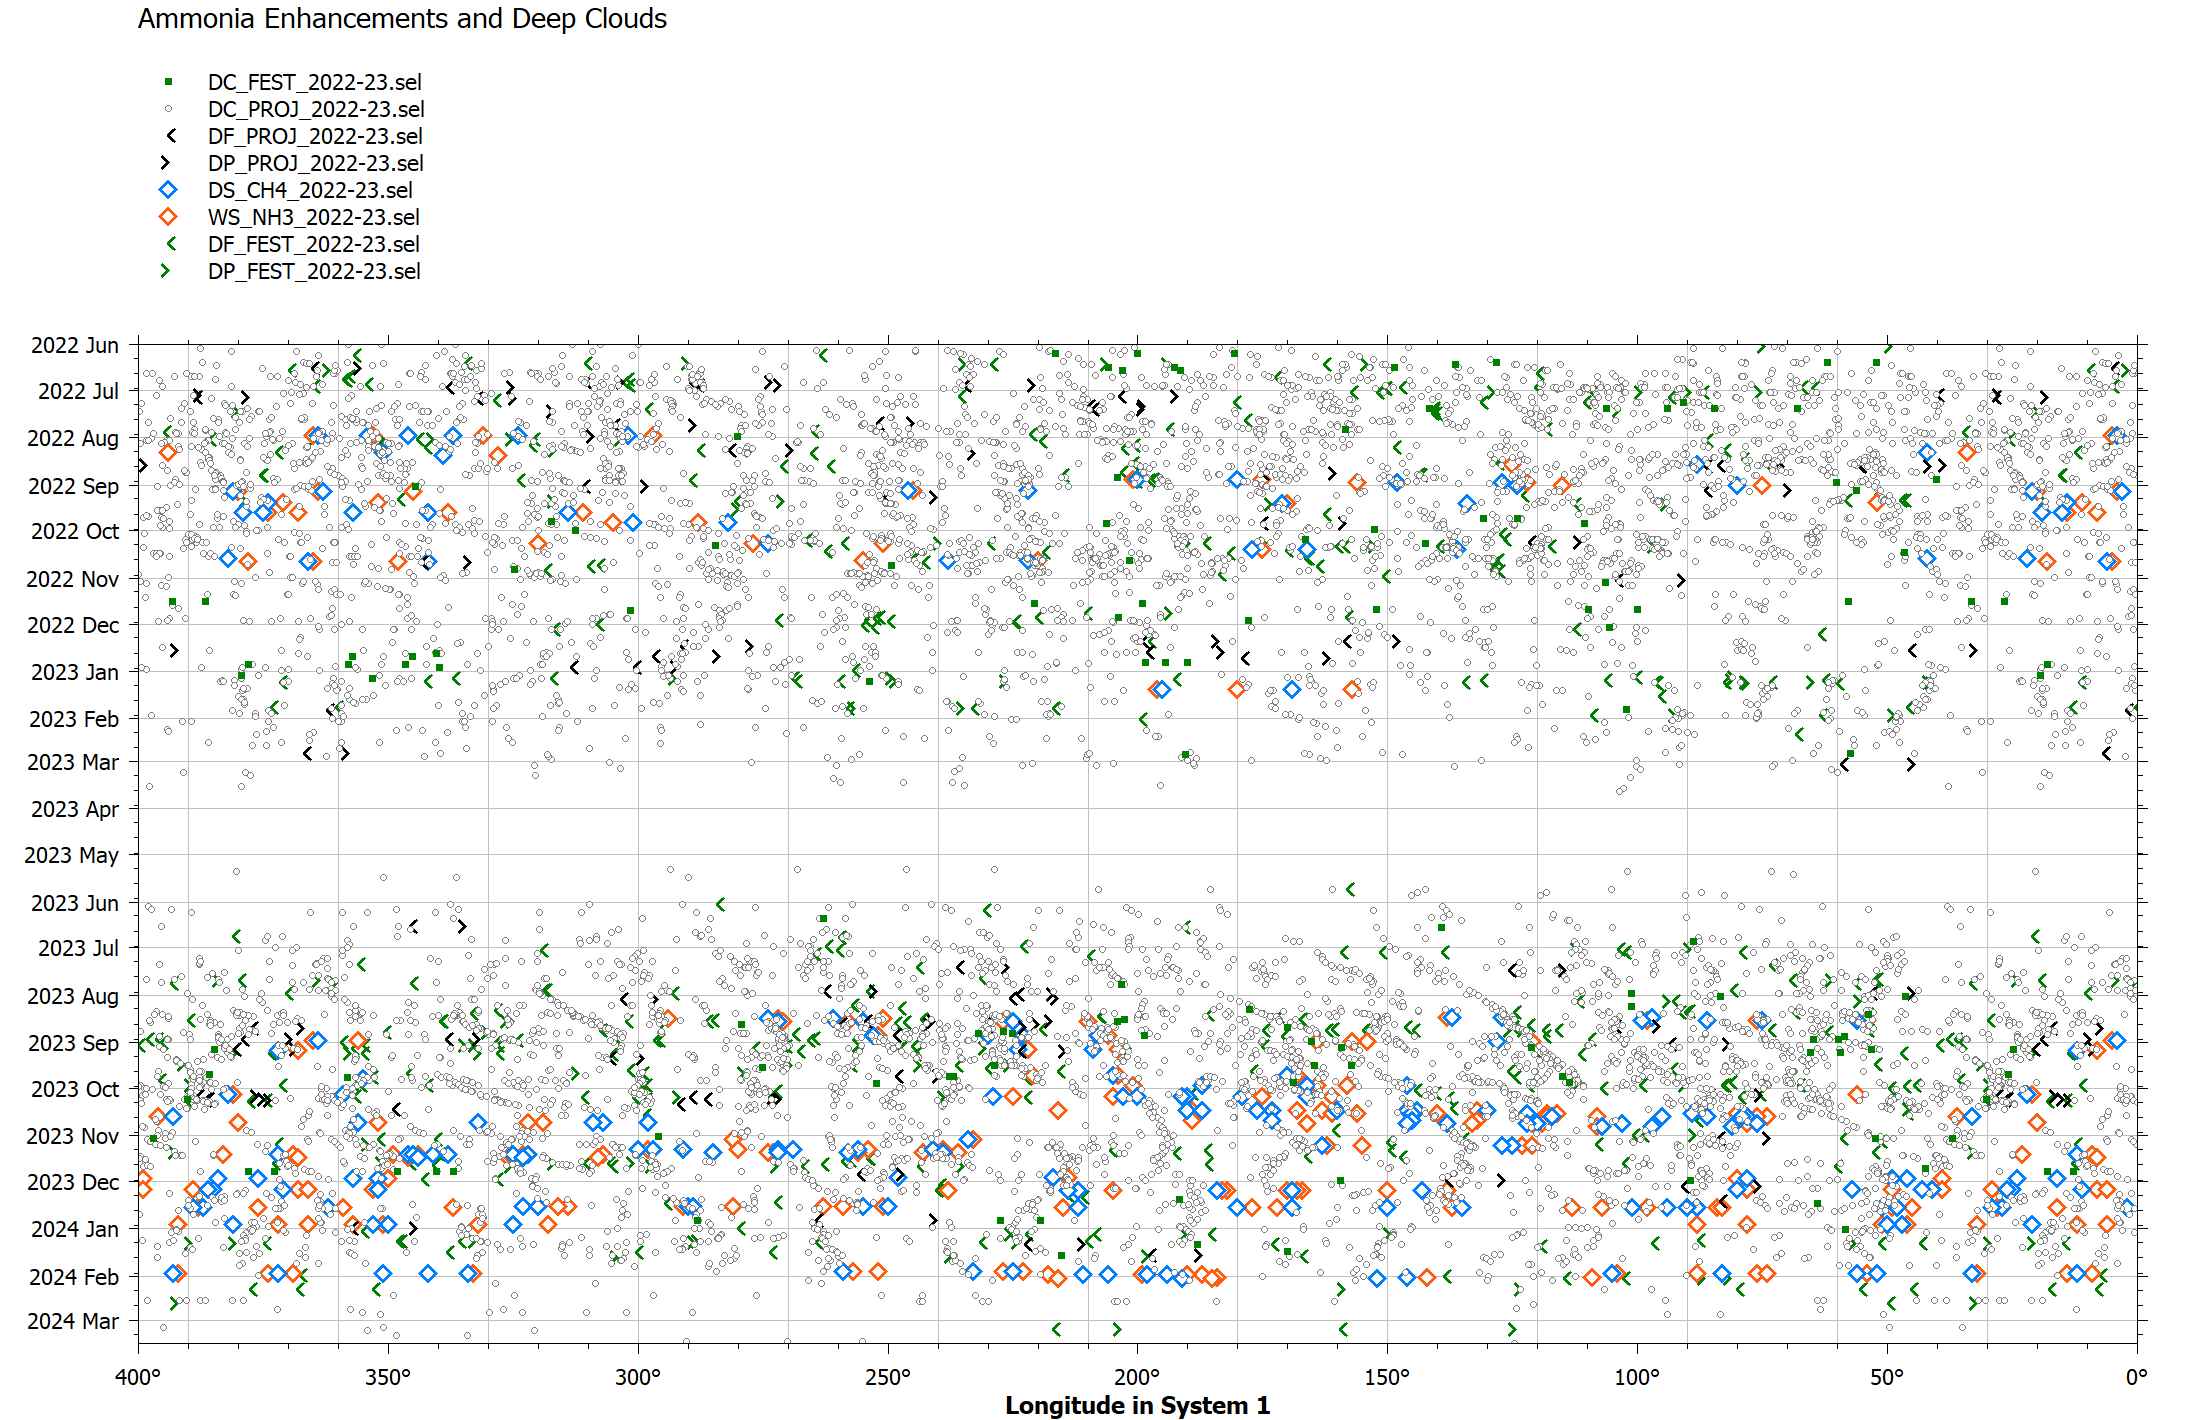 Ammonia Enhancements and Deep Clouds
DC_FEST_2022-23.sel
DC_PROJ_2022-23.sel
DF_PROJ_2022-23.sel
DP_PROJ_2022-23.sel
DS_CH4_2022-23.sel
WS_NH3_2022-23.sel
DF_FEST_2022-23.sel
DP_FEST_2022-23.sel
2022 Jun
2022 Jul
2022 Aug
2022 Sep
2022 Oct
2022 Nov
2022 Dec
2023 Jan
2023 Feb
2023 Mar
2023 Apr
2023 May
2023 Jun
2023 Jul
2023 Aug
2023 Sep
2023 Oct
2023 Nov
2023 Dec
2024 Jan
2024 Feb
2024 Mar
400° 350° 300° 250° 200° 150° 100° 50° 0°
Longitude in System 1